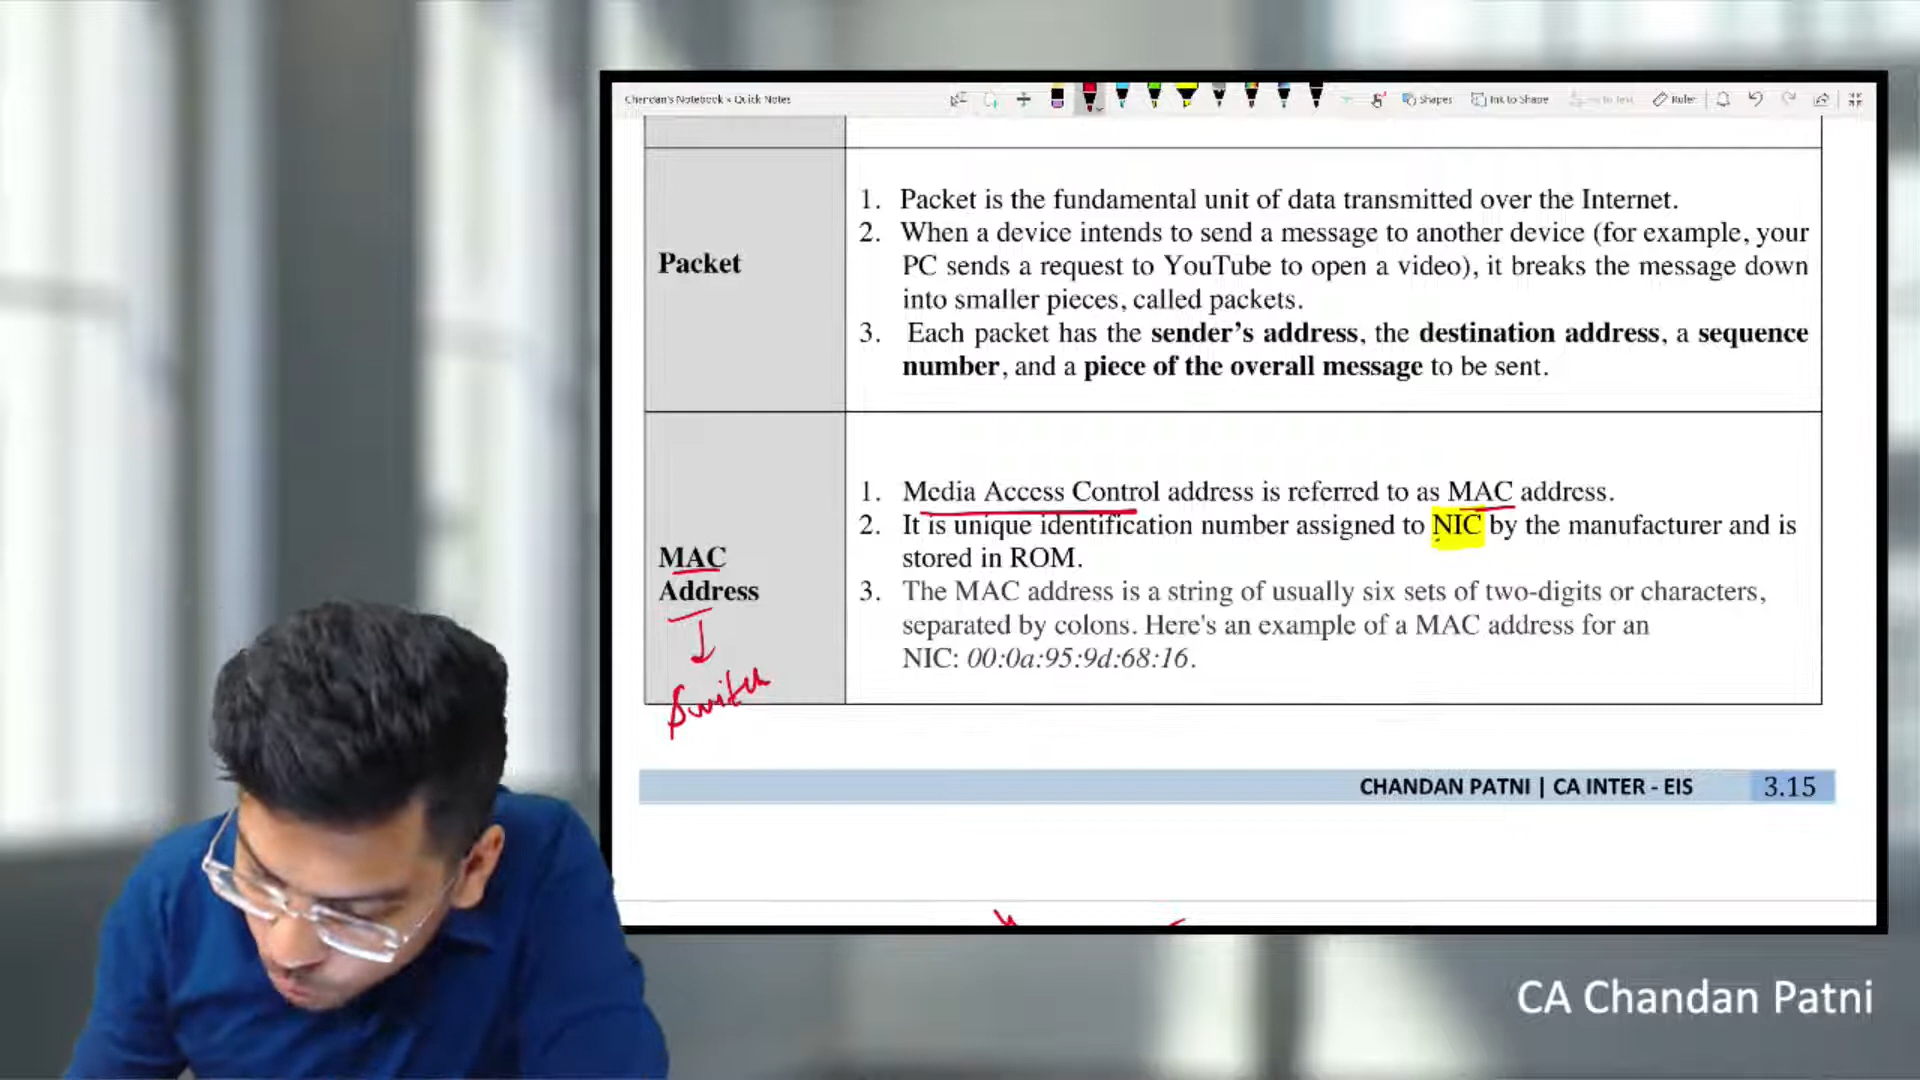 Chandan's Notebook » Quick Notes
Shapes
Ink to Shape
Ruler
Packet
1. Packet is the fundamental unit of data transmitted over the Internet.
2. When a device intends to send a message to another device (for example, your
PC sends a request to YouTube to open a video), it breaks the message down
into smaller pieces, called packets.
3. Each packet has the sender's address, the destination address, a sequence
number, and a piece of the overall message to be sent.
MAC
Address
Switch
1. Media Access Control address is referred to as MAC address.
2. It is unique identification number assigned to NIC by the manufacturer and is
stored in ROM.
3. The MAC address is a string of usually six sets of two-digits or characters,
separated by colons. Here's an example of a MAC address for an
NIC: 00:0a:95:9d:68:16.
CHANDAN PATNI | CA INTER - EIS 3.15
CA Chandan Patni